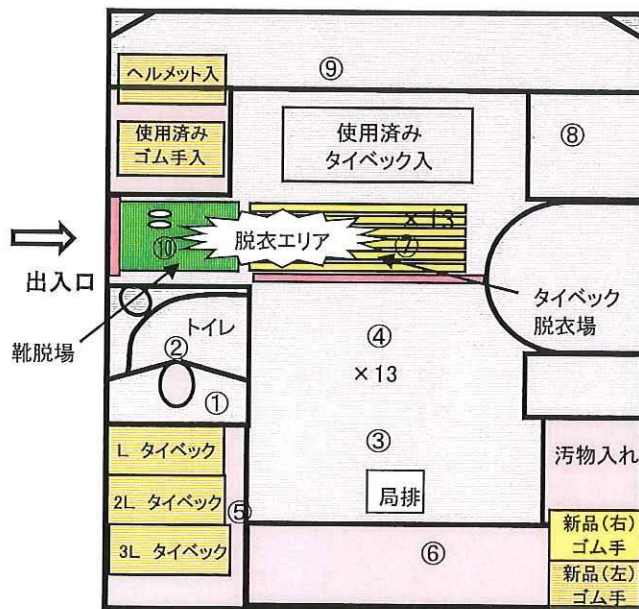 ⑨
ヘルメット入
使用済み
ゴム手入
使用済み
タイベック入
⑧
×13
脱衣エリア
⑩
⑦
出入口
靴脱場
トイレ
②
①
④
×13
タイベック
脱衣場
③
局排
L タイベック
2L タイベック
3L タイベック
⑤
⑥
汚物入れ
新品(右)
ゴム手
新品(左)
ゴム手